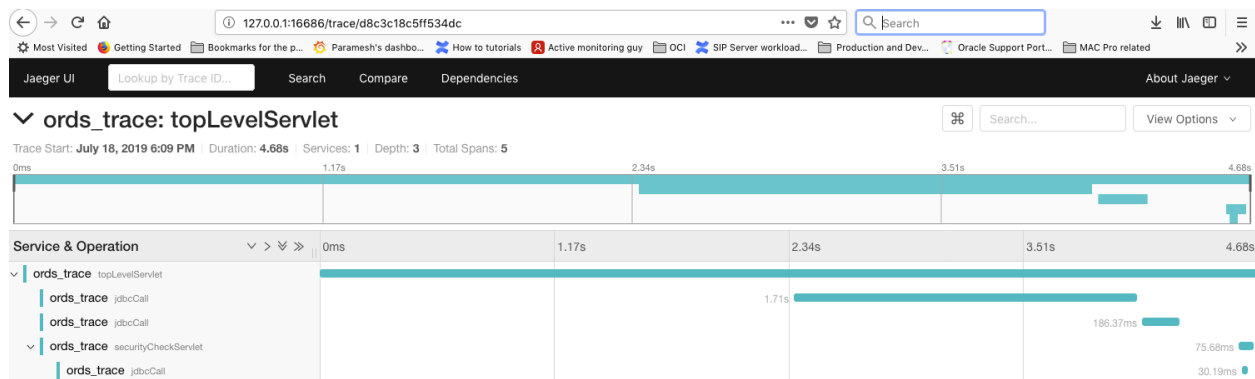 127.0.0.1:16686/trace/d8c3c18c5ff534dc
Search
Most Visited Getting Started Bookmarks for the p... Paramesh's dashbo... How to tutorials Active monitoring guy OCI SIP Server workload... Production and Dev... Oracle Support Port... MAC Pro related
Jaeger UI Lookup by Trace ID... Search Compare Dependencies About Jaeger
ords_trace: topLevelServlet Search... View Options
Trace Start: July 18, 2019 6:09 PM Duration: 4.68s Services: 1 Depth: 3 Total Spans: 5
0ms 1.17s 2.34s 3.51s 4.68s
Service & Operation 0ms 1.17s 2.34s 3.51s 4.68s
ords_trace topLevelServlet
ords_trace jdbcCall 1.71s
ords_trace jdbcCall 186.37ms
ords_trace securityCheckServlet 75.68ms
ords_trace jdbcCall 30.19ms